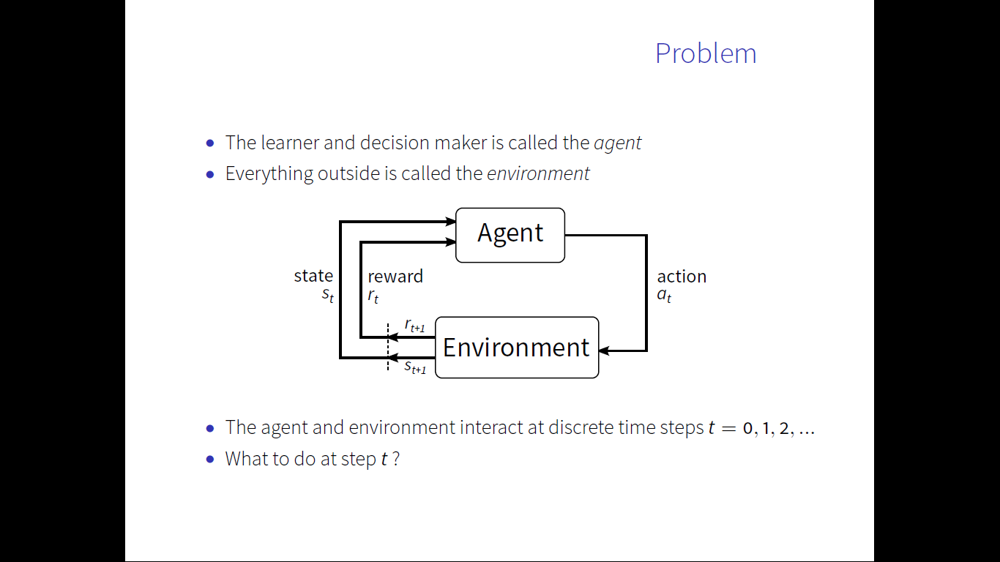 Problem
• The learner and decision maker is called the agent
• Everything outside is called the environment
Agent
state
s_t
reward
r_t
action
a_t
r_{t+1}
Environment
s_{t+1}
• The agent and environment interact at discrete time steps t = 0, 1, 2, ...
• What to do at step t ?